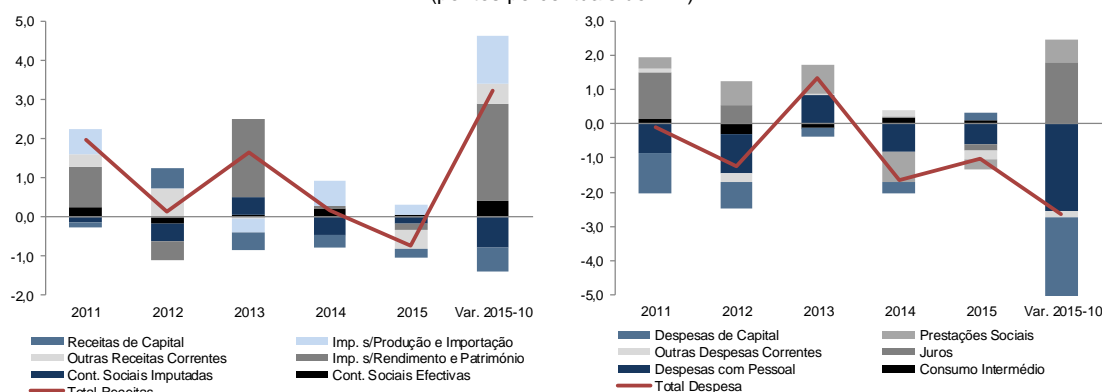 5,0
4,0
3,0
2,0
1,0
0,0
-1,0
-2,0
2011 2012 2013 2014 2015 Var. 2015-10
Receitas de Capital Imp. s/Produção e Importação
Outras Receitas Correntes Imp. s/Rendimento e Património
Cont. Sociais Imputadas Cont. Sociais Efectivas
Total Receitas
3,0
2,0
1,0
0,0
-1,0
-2,0
-3,0
-4,0
-5,0
2011 2012 2013 2014 2015 Var. 2015-10
Despesas de Capital Prestações Sociais
Outras Despesas Correntes Juros
Despesas com Pessoal Consumo Intermédio
Total Despesa